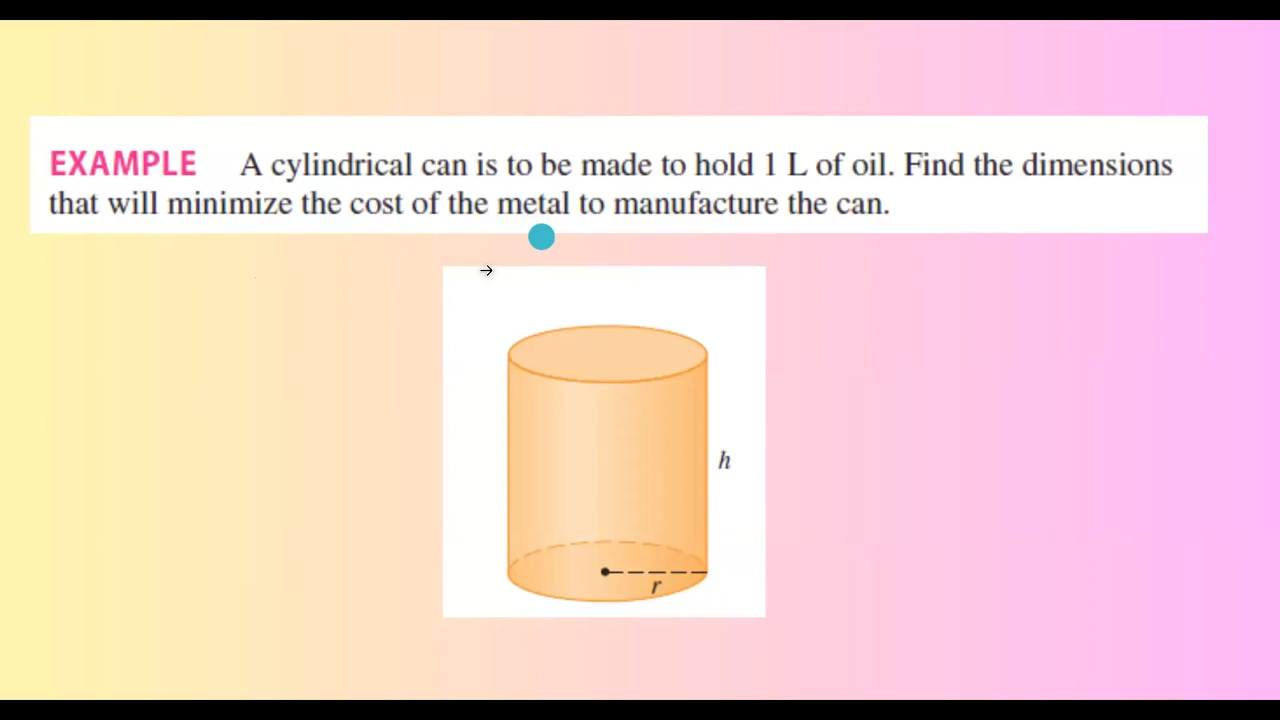 EXAMPLE A cylindrical can is to be made to hold 1 L of oil. Find the dimensions
that will minimize the cost of the metal to manufacture the can.
h
r